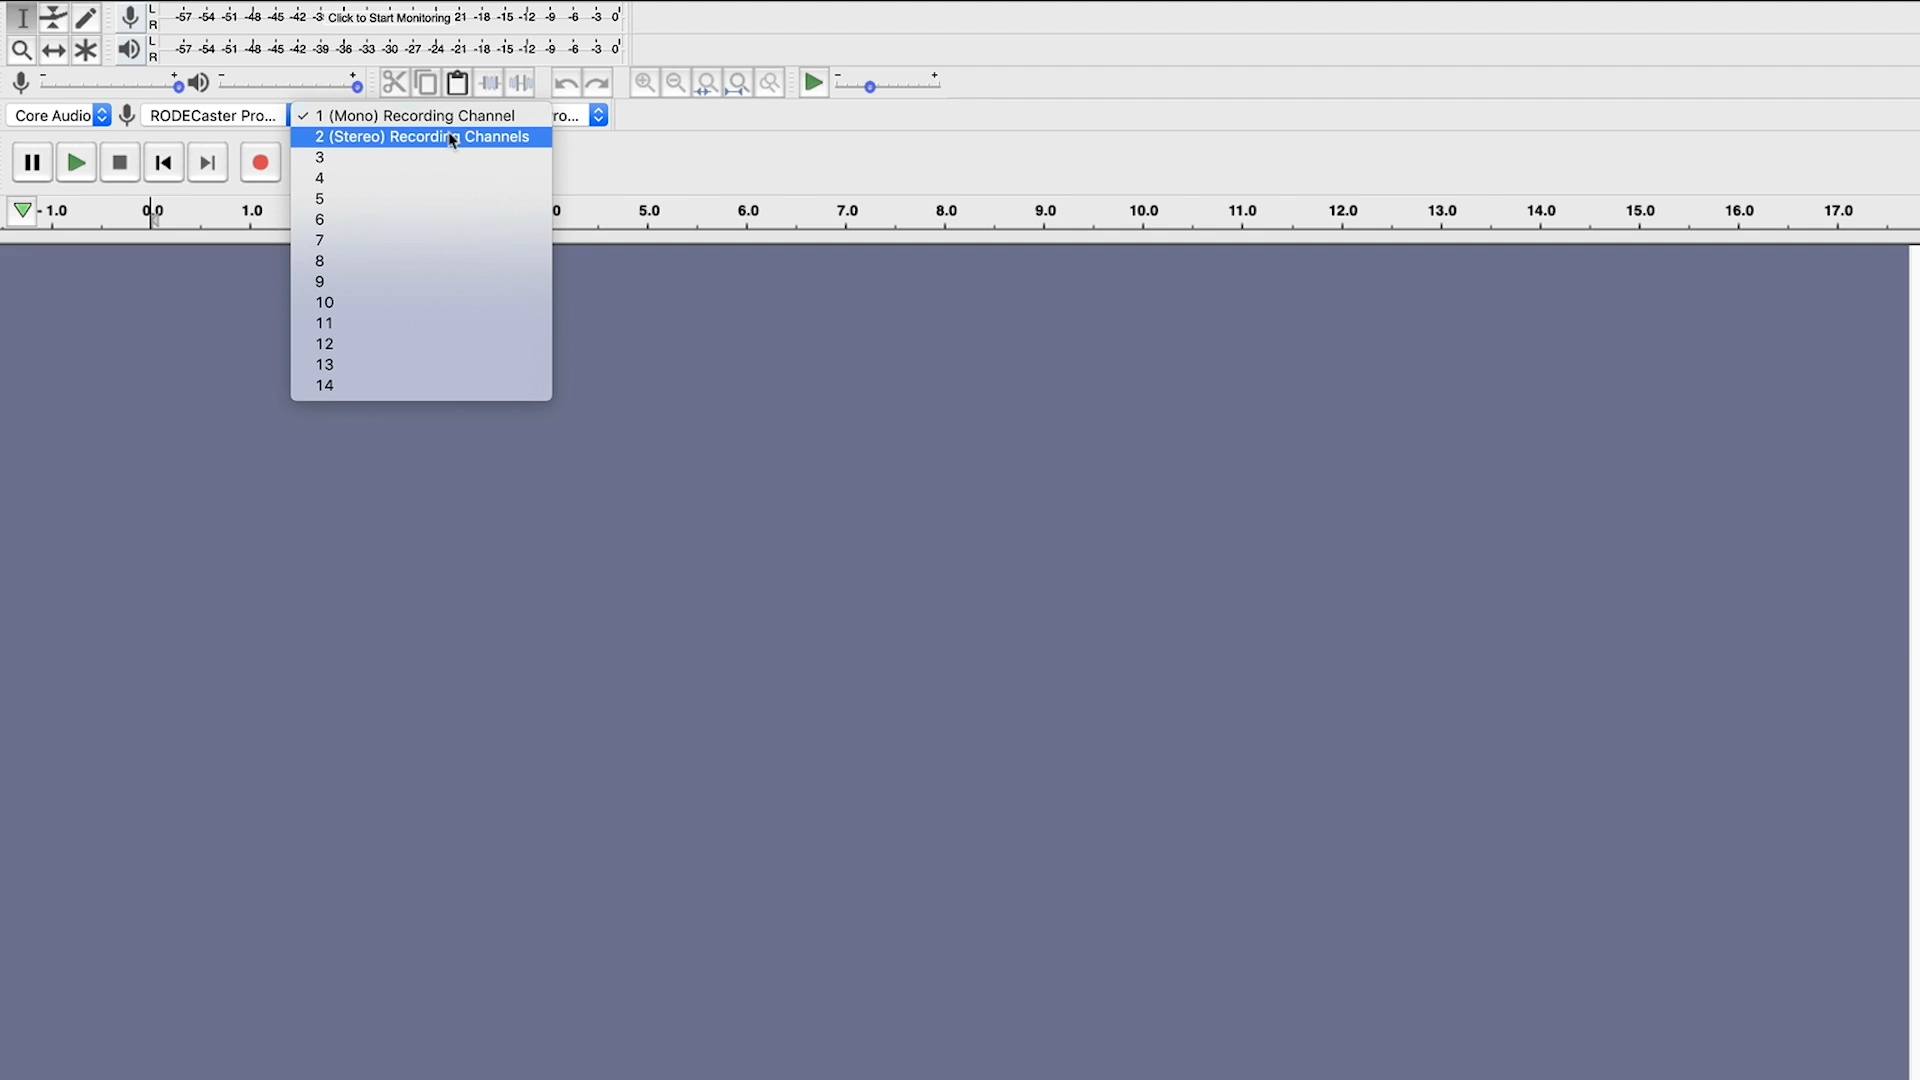 L
R
-57 -54 -51 -48 -45 -42 -3 Click to Start Monitoring 21 -18 -15 -12 -9 -6 -3 0
L
R
-57 -54 -51 -48 -45 -42 -39 -36 -33 -30 -27 -24 -21 -18 -15 -12 -9 -6 -3 0
- + - + - +
Core Audio RODECaster Pro... ✓ 1 (Mono) Recording Channel ro...
2 (Stereo) Recording Channels
3
4
5
6
7
8
9
10
11
12
13
14
-1.0 0.0 1.0 0 5.0 6.0 7.0 8.0 9.0 10.0 11.0 12.0 13.0 14.0 15.0 16.0 17.0